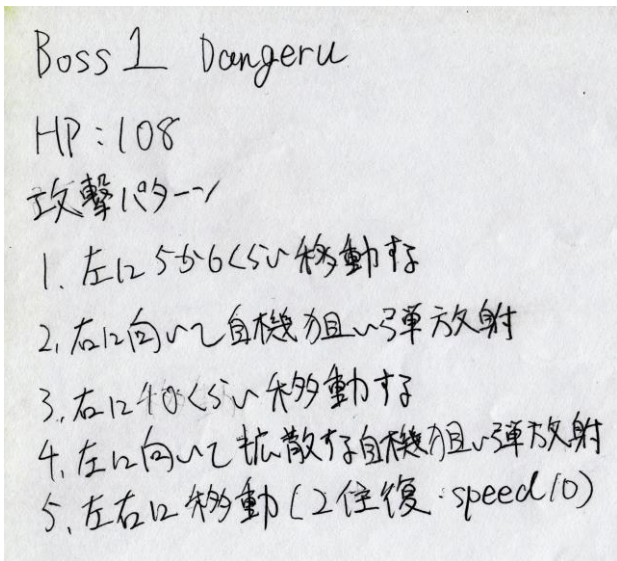 Boss 1 Dangeru
HP:108
攻撃パターン
1. 左に5か6くらい移動する
2. 右に向いて自機狙い弾放射
3. 右に40くらい移動する
4. 左に向いて拡散する自機狙い弾放射
5. 左右に移動(2往復 speed10)